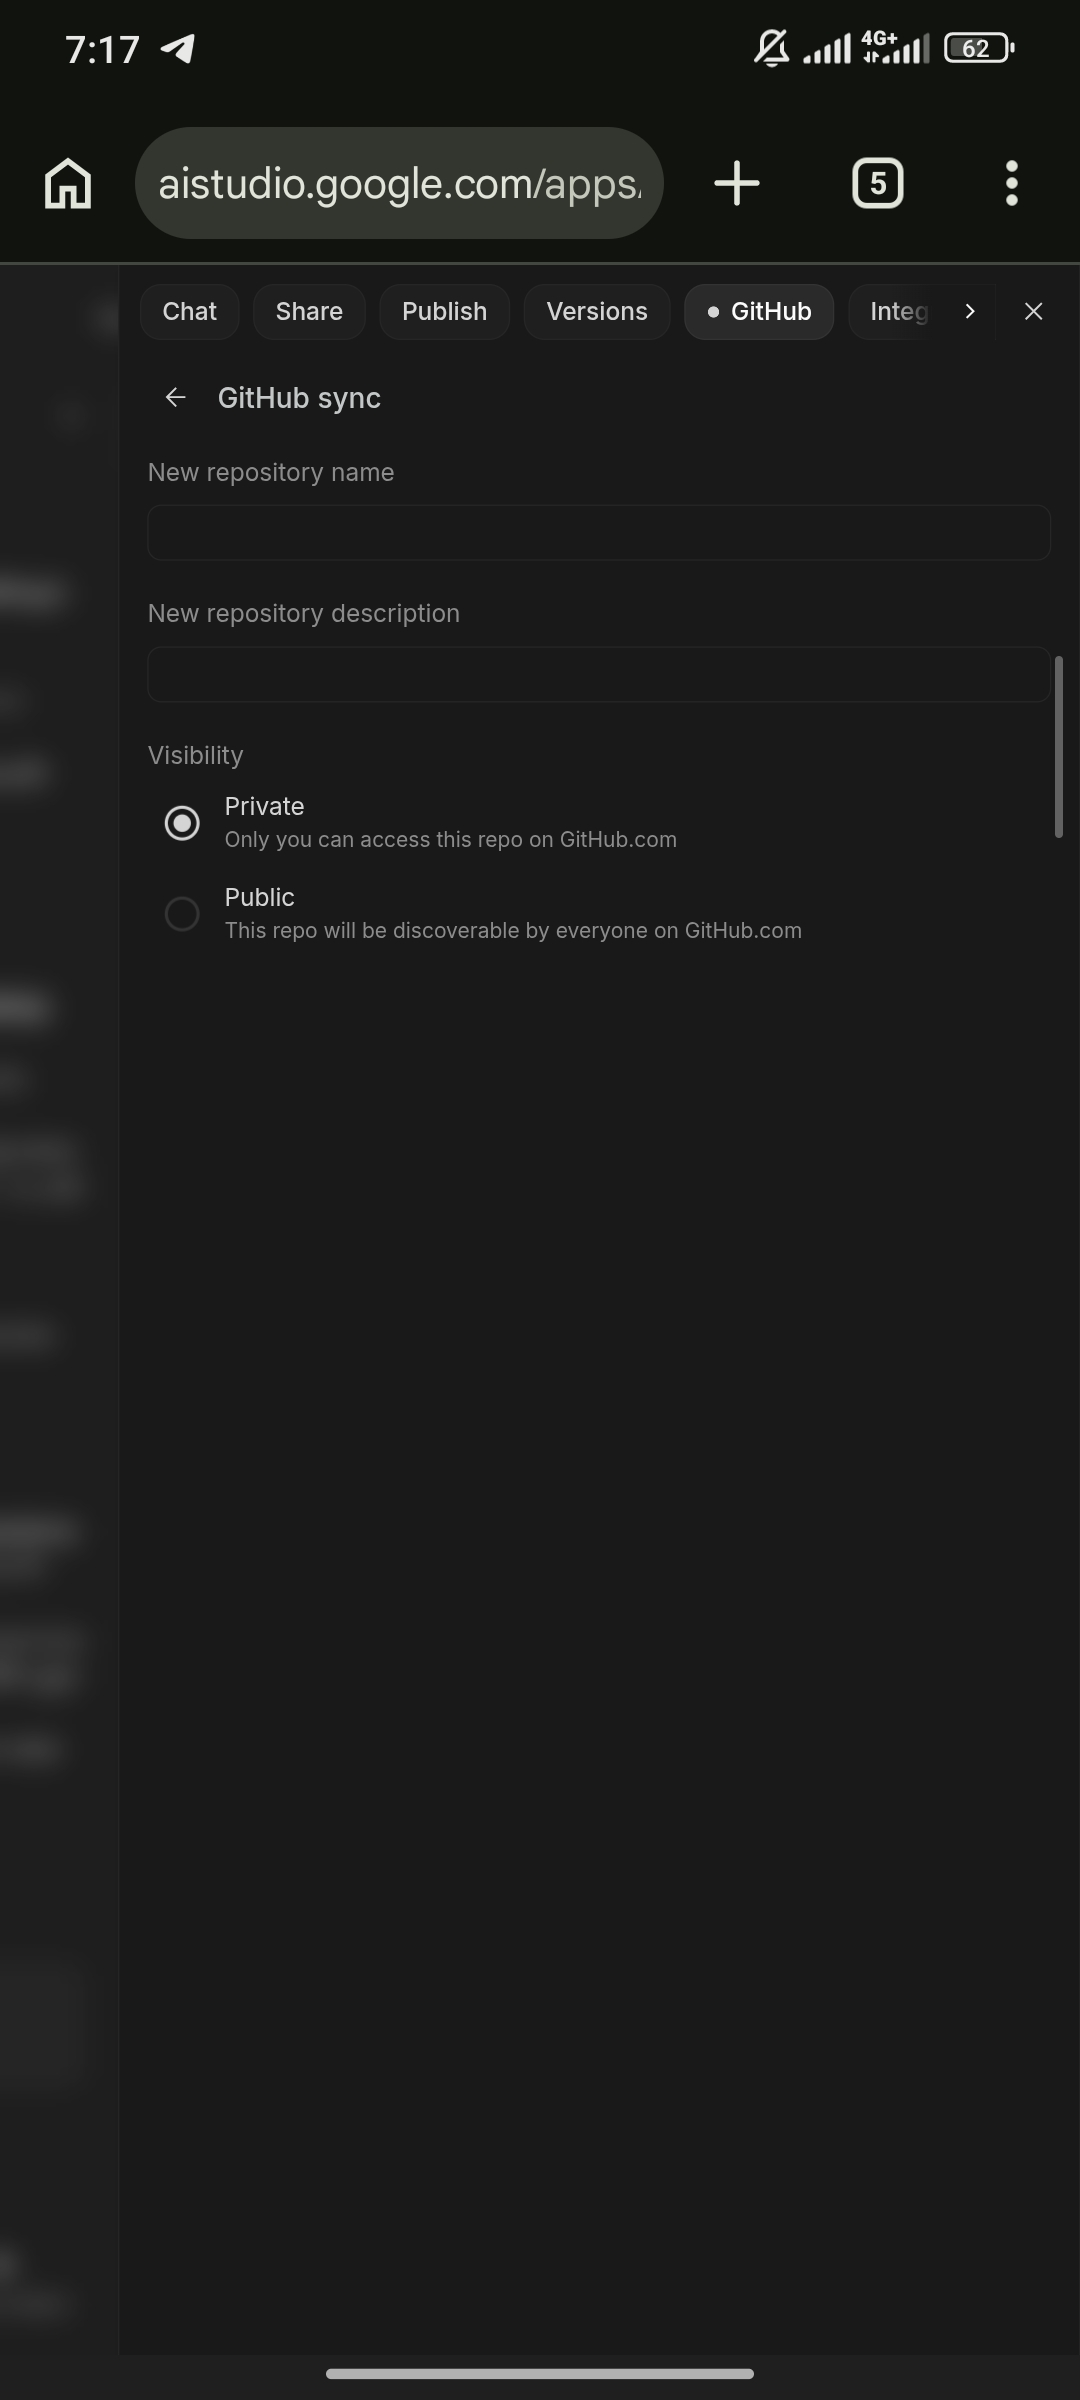 7:17
4G+
62
aistudio.google.com/apps
5
Chat
Share
Publish
Versions
GitHub
Integ
GitHub sync
New repository name
New repository description
Visibility
Private
Only you can access this repo on GitHub.com
Public
This repo will be discoverable by everyone on GitHub.com